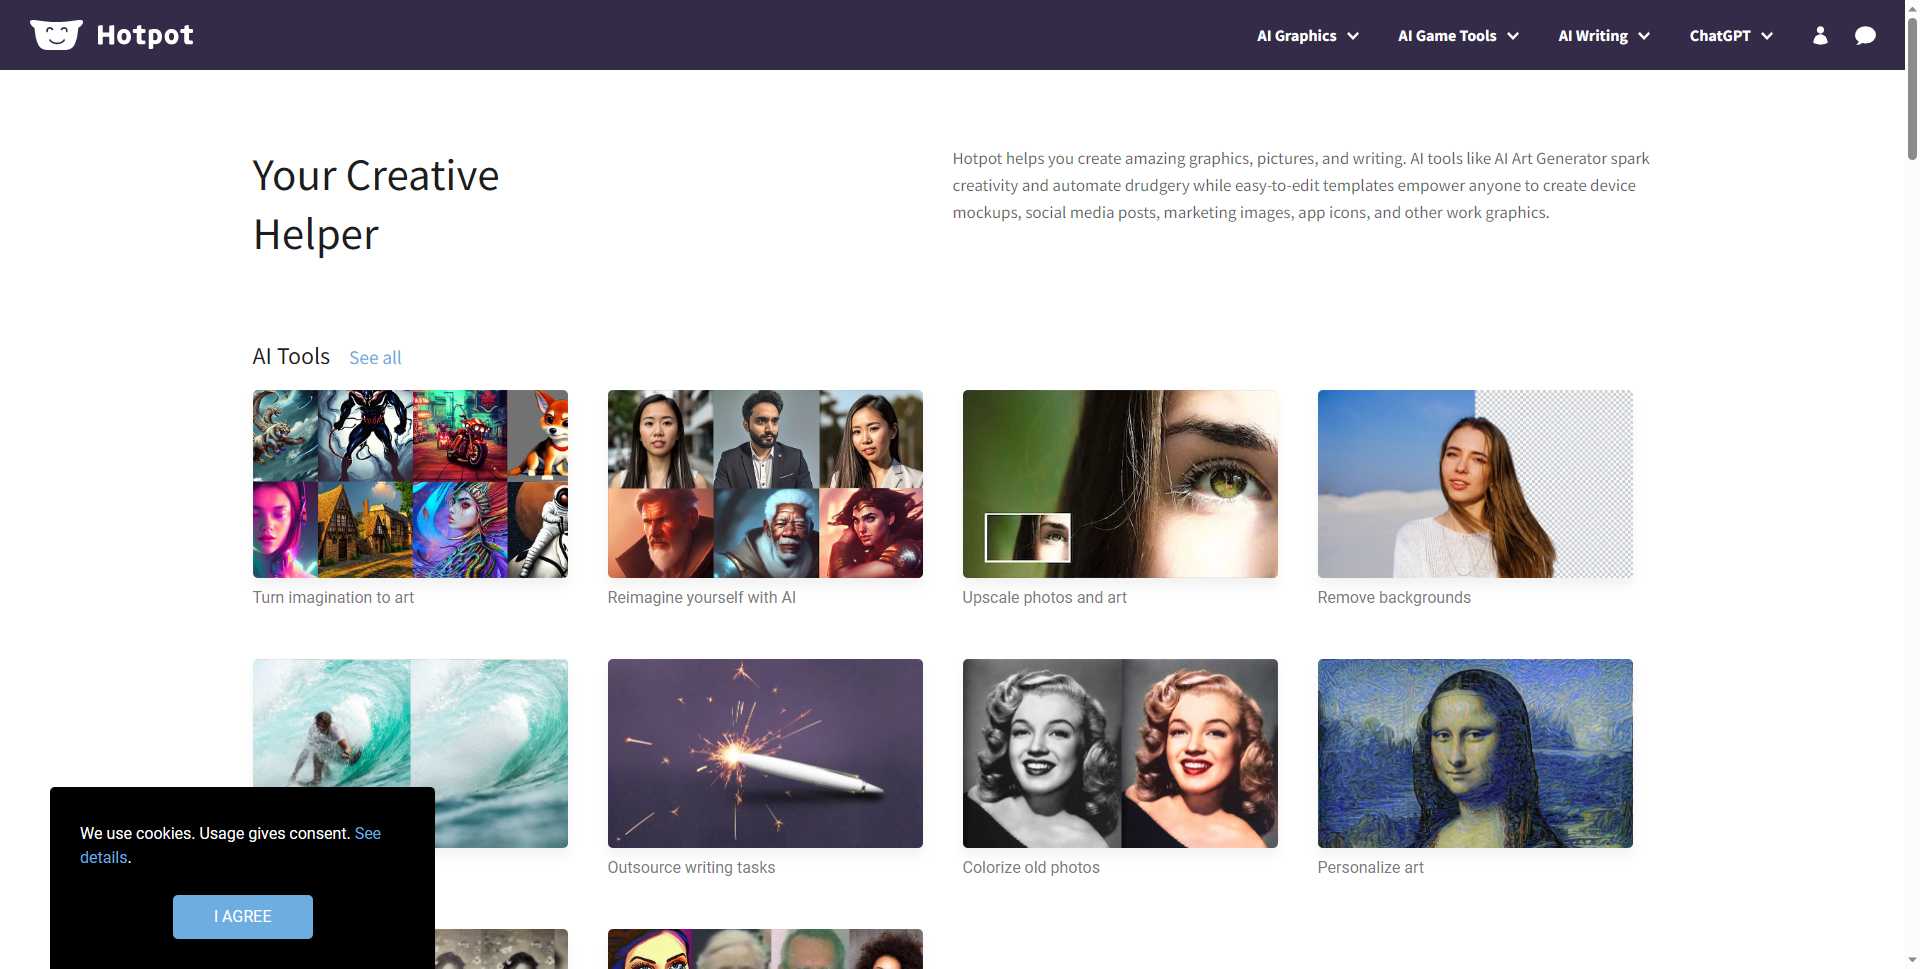 Hotpot
AI Graphics
AI Game Tools
AI Writing
ChatGPT
Your Creative
Helper
Hotpot helps you create amazing graphics, pictures, and writing. AI tools like AI Art Generator spark
creativity and automate drudgery while easy-to-edit templates empower anyone to create device
mockups, social media posts, marketing images, app icons, and other work graphics.
AI Tools See all
Turn imagination to art
Reimagine yourself with AI
Upscale photos and art
Remove backgrounds
Outsource writing tasks
Colorize old photos
Personalize art
We use cookies. Usage gives consent. See
details.
I AGREE